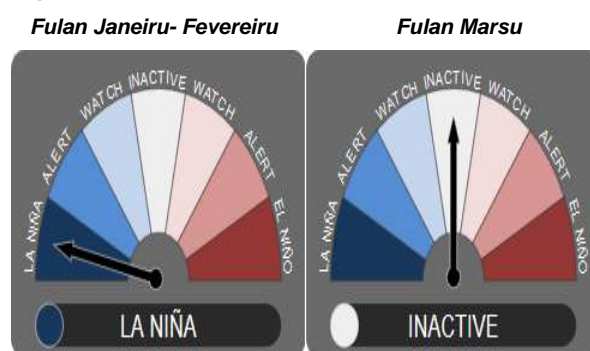 Fulan Janeiru- Fevereiru
Fulan Marsu
LA NIÑA
ALERT
WATCH
INACTIVE
WATCH
ALERT
EL NIÑO
LA NIÑA
LA NIÑA
ALERT
WATCH
INACTIVE
WATCH
ALERT
EL NIÑO
INACTIVE